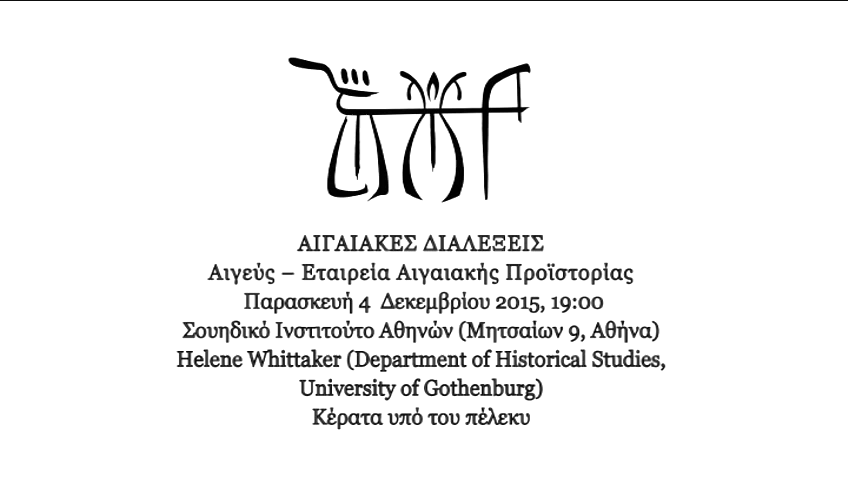 ΑΙΓΑΙΑΚΕΣ ΔΙΑΛΕΞΕΙΣ
Αιγεύς – Εταιρεία Αιγαιακής Προϊστορίας
Παρασκευή 4 Δεκεμβρίου 2015, 19:00
Σουηδικό Ινστιτούτο Αθηνών (Μητσαίων 9, Αθήνα)
Helene Whittaker (Department of Historical Studies,
University of Gothenburg)
Κέρατα υπό του πέλεκυ